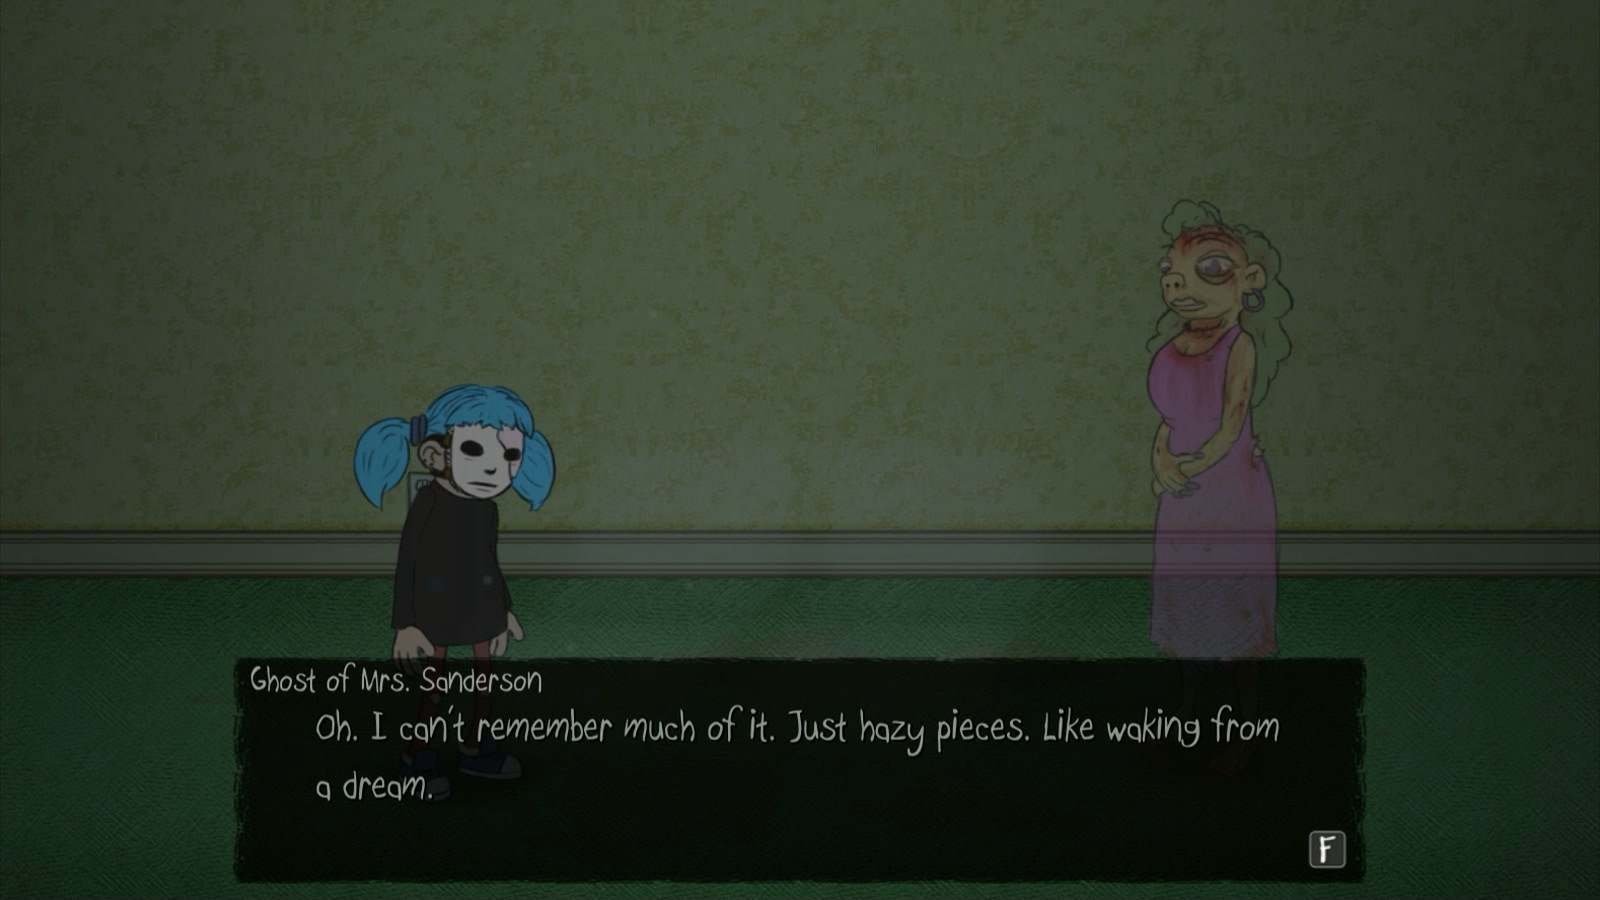 Ghost of Mrs. Sanderson
Oh. I can't remember much of it. Just hazy pieces. Like waking from
a dream.
F